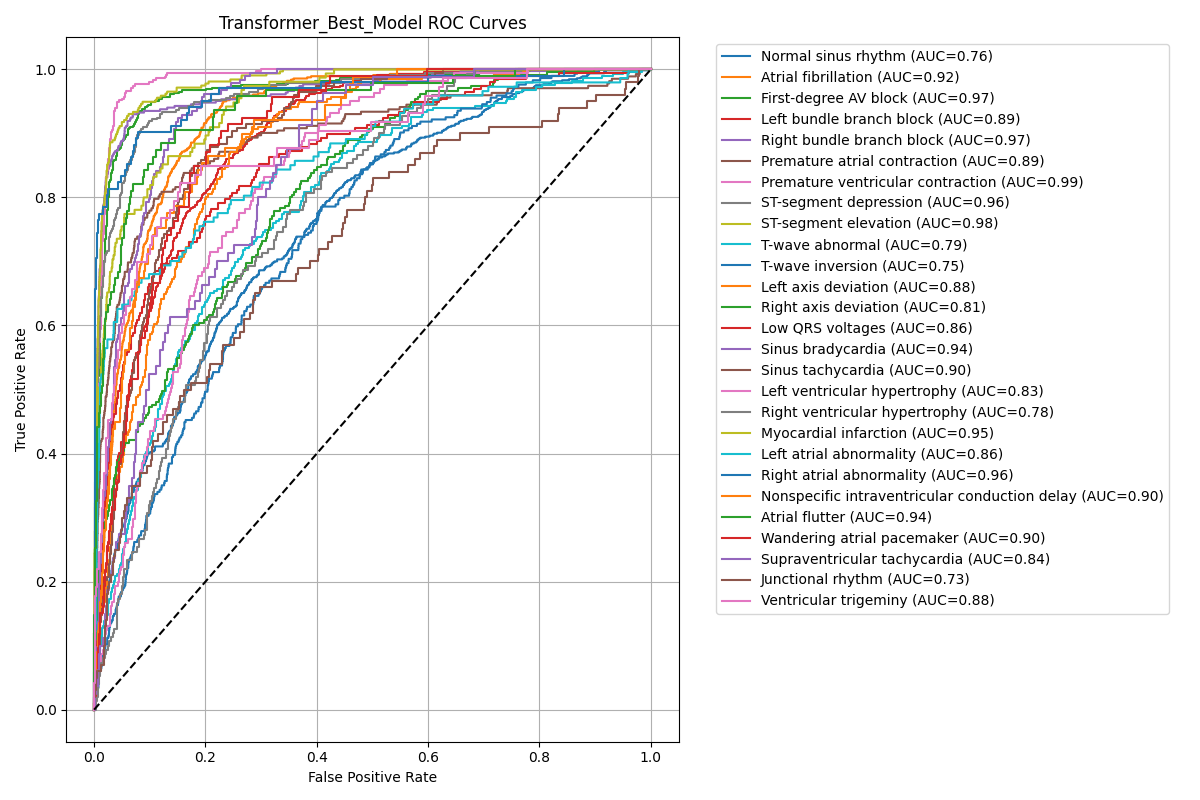 Transformer_Best_Model ROC Curves
1.0
0.8
0.6
0.4
0.2
0.0
True Positive Rate
0.0 0.2 0.4 0.6 0.8 1.0
False Positive Rate
Normal sinus rhythm (AUC=0.76)
Atrial fibrillation (AUC=0.92)
First-degree AV block (AUC=0.97)
Left bundle branch block (AUC=0.89)
Right bundle branch block (AUC=0.97)
Premature atrial contraction (AUC=0.89)
Premature ventricular contraction (AUC=0.99)
ST-segment depression (AUC=0.96)
ST-segment elevation (AUC=0.98)
T-wave abnormal (AUC=0.79)
T-wave inversion (AUC=0.75)
Left axis deviation (AUC=0.88)
Right axis deviation (AUC=0.81)
Low QRS voltages (AUC=0.86)
Sinus bradycardia (AUC=0.94)
Sinus tachycardia (AUC=0.90)
Left ventricular hypertrophy (AUC=0.83)
Right ventricular hypertrophy (AUC=0.78)
Myocardial infarction (AUC=0.95)
Left atrial abnormality (AUC=0.86)
Right atrial abnormality (AUC=0.96)
Nonspecific intraventricular conduction delay (AUC=0.90)
Atrial flutter (AUC=0.94)
Wandering atrial pacemaker (AUC=0.90)
Supraventricular tachycardia (AUC=0.84)
Junctional rhythm (AUC=0.73)
Ventricular trigeminy (AUC=0.88)